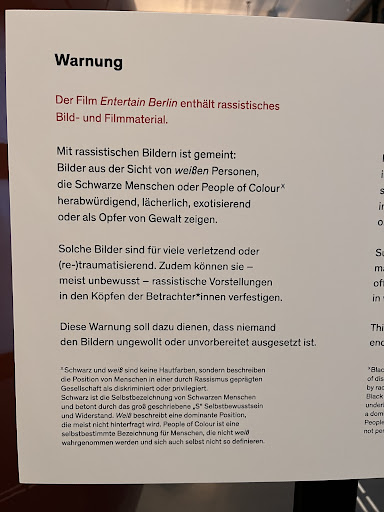 Warnung
Der Film Entertain Berlin enthält rassistisches
Bild- und Filmmaterial.
Mit rassistischen Bildern ist gemeint:
Bilder aus der Sicht von weißen Personen,
die Schwarze Menschen oder People of Colourˣ
herabwürdigend, lächerlich, exotisierend
oder als Opfer von Gewalt zeigen.
Solche Bilder sind für viele verletzend oder
(re-)traumatisierend. Zudem können sie –
meist unbewusst – rassistische Vorstellungen
in den Köpfen der Betrachter*innen verfestigen.
Diese Warnung soll dazu dienen, dass niemand
den Bildern ungewollt oder unvorbereitet ausgesetzt ist.
ˣ Schwarz und weiß sind keine Hautfarben, sondern beschreiben
die Position von Menschen in einer durch Rassismus geprägten
Gesellschaft als diskriminiert oder privilegiert.
Schwarz ist die Selbstbezeichnung von Schwarzen Menschen
und betont durch das groß geschriebene „S“ Selbstbewusstsein
und Widerstand. Weiß beschreibt eine dominante Position,
die meist nicht hinterfragt wird. People of Colour ist eine
selbstbestimmte Bezeichnung für Menschen, die nicht weiß
wahrgenommen werden und sich auch selbst nicht so definieren.